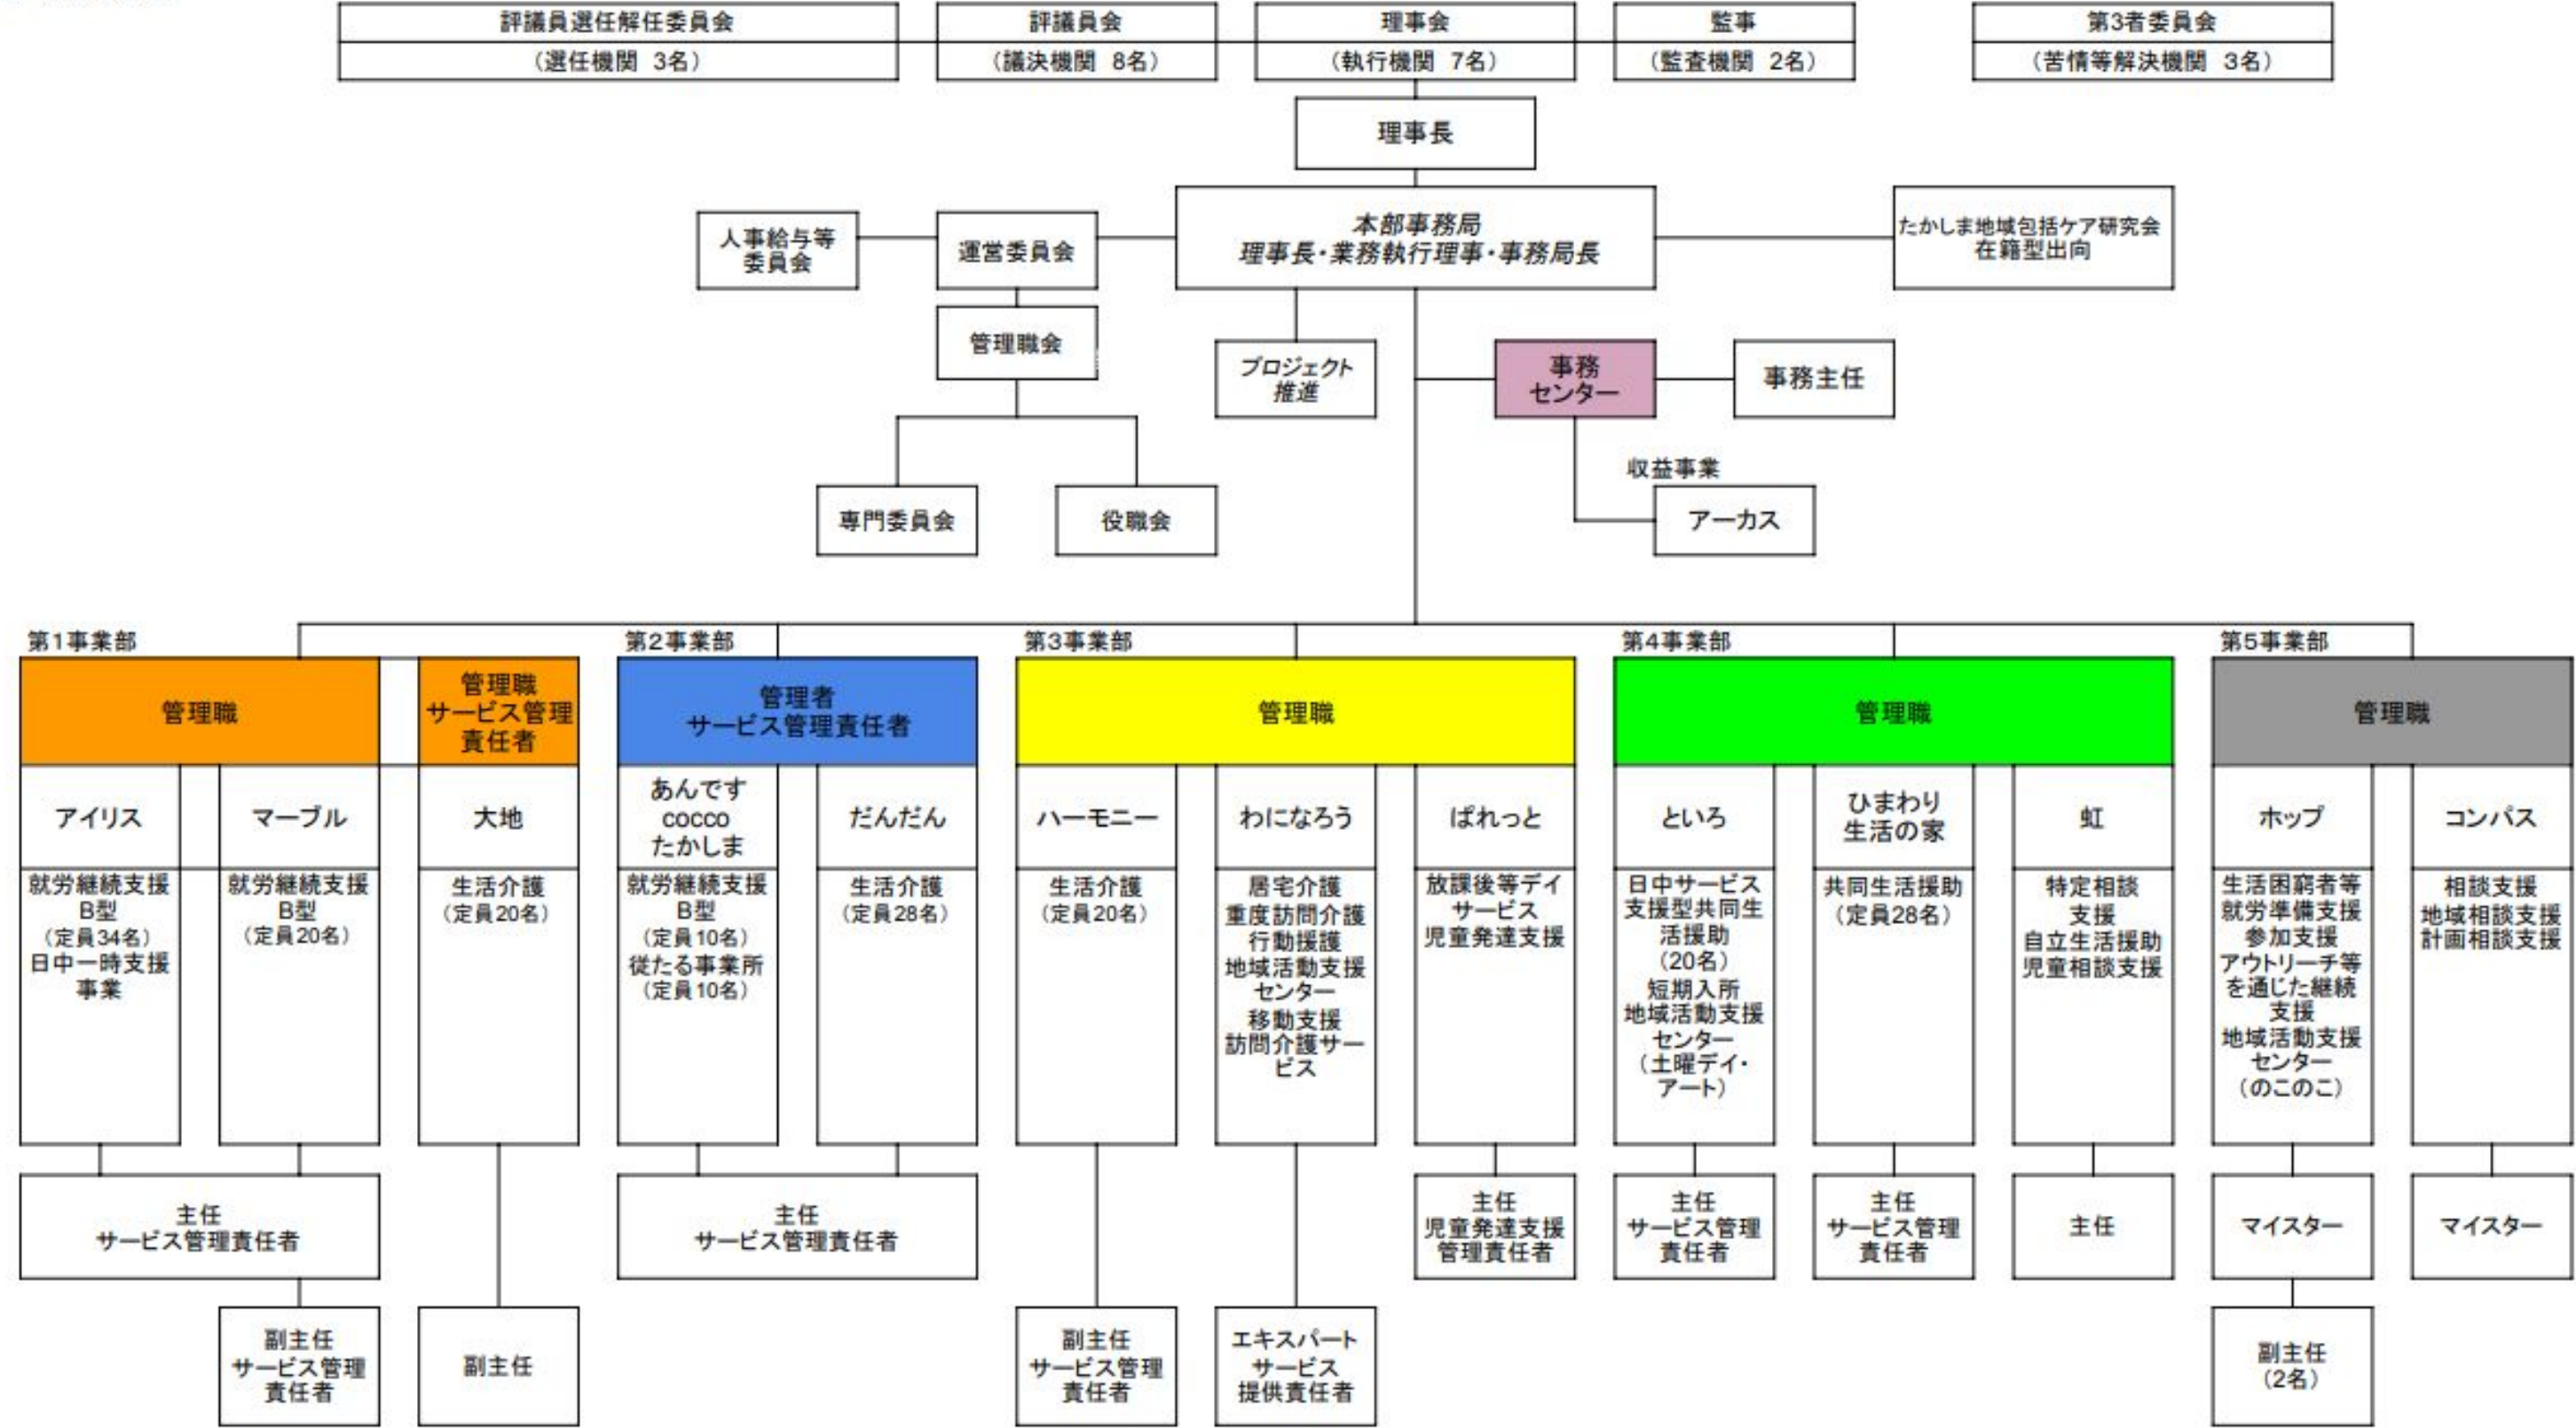 評議員選任解任委員会
(選任機関 3名)
評議員会
(議決機関 8名)
理事会
(執行機関 7名)
監事
(監査機関 2名)
第3者委員会
(苦情等解決機関 3名)
理事長
人事給与等
委員会
運営委員会
本部事務局
理事長・業務執行理事・事務局長
たかしま地域包括ケア研究会
在籍型出向
管理職会
プロジェクト
推進
事務
センター
事務主任
収益事業
専門委員会
役職会
アーカス
第1事業部
管理職
管理職
サービス管理
責任者
アイリス
就労継続支援
B型
(定員34名)
日中一時支援
事業
マーブル
就労継続支援
B型
(定員20名)
大地
生活介護
(定員20名)
主任
サービス管理責任者
副主任
サービス管理
責任者
副主任
第2事業部
管理者
サービス管理責任者
あんです
cocco
たかしま
就労継続支援
B型
(定員10名)
従たる事業所
(定員10名)
だんだん
生活介護
(定員28名)
主任
サービス管理責任者
第3事業部
管理職
ハーモニー
生活介護
(定員20名)
副主任
サービス管理
責任者
わになろう
居宅介護
重度訪問介護
行動援護
地域活動支援
センター
移動支援
訪問介護サー
ビス
エキスパート
サービス
提供責任者
ぱれっと
放課後等デイ
サービス
児童発達支援
主任
児童発達支援
管理責任者
第4事業部
管理職
といろ
日中サービス
支援型共同生
活援助
(20名)
短期入所
地域活動支援
センター
(土曜デイ・
アート)
主任
サービス管理
責任者
ひまわり
生活の家
共同生活援助
(定員28名)
主任
サービス管理
責任者
虹
特定相談
支援
自立生活援助
児童相談支援
主任
第5事業部
管理職
ホップ
生活困窮者等
就労準備支援
参加支援
アウトリーチ等
を通じた継続
支援
地域活動支援
センター
(のこのこ)
マイスター
副主任
(2名)
コンパス
相談支援
地域相談支援
計画相談支援
マイスター